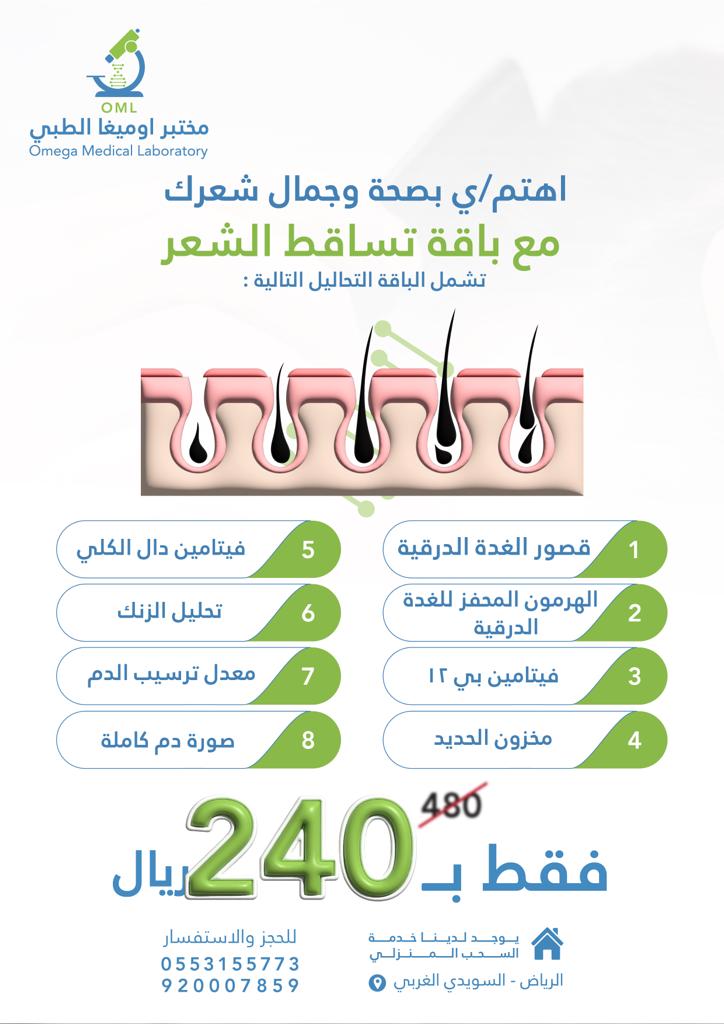 OML
مختبر اوميغا الطبي
Omega Medical Laboratory
اهتم/ي بصحة وجمال شعرك
مع باقة تساقط الشعر
تشمل الباقة التحاليل التالية :
1 قصور الغدة الدرقية
2 الهرمون المحفز للغدة
الدرقية
3 فيتامين بي ١٢
4 مخزون الحديد
5 فيتامين دال الكلي
6 تحليل الزنك
7 معدل ترسيب الدم
8 صورة دم كاملة
480
فقط بـ 240 ريال
يوجد لدينا خدمة
السحب المنزلي
الرياض - السويدي الغربي
للحجز والاستفسار
0553155773
920007859